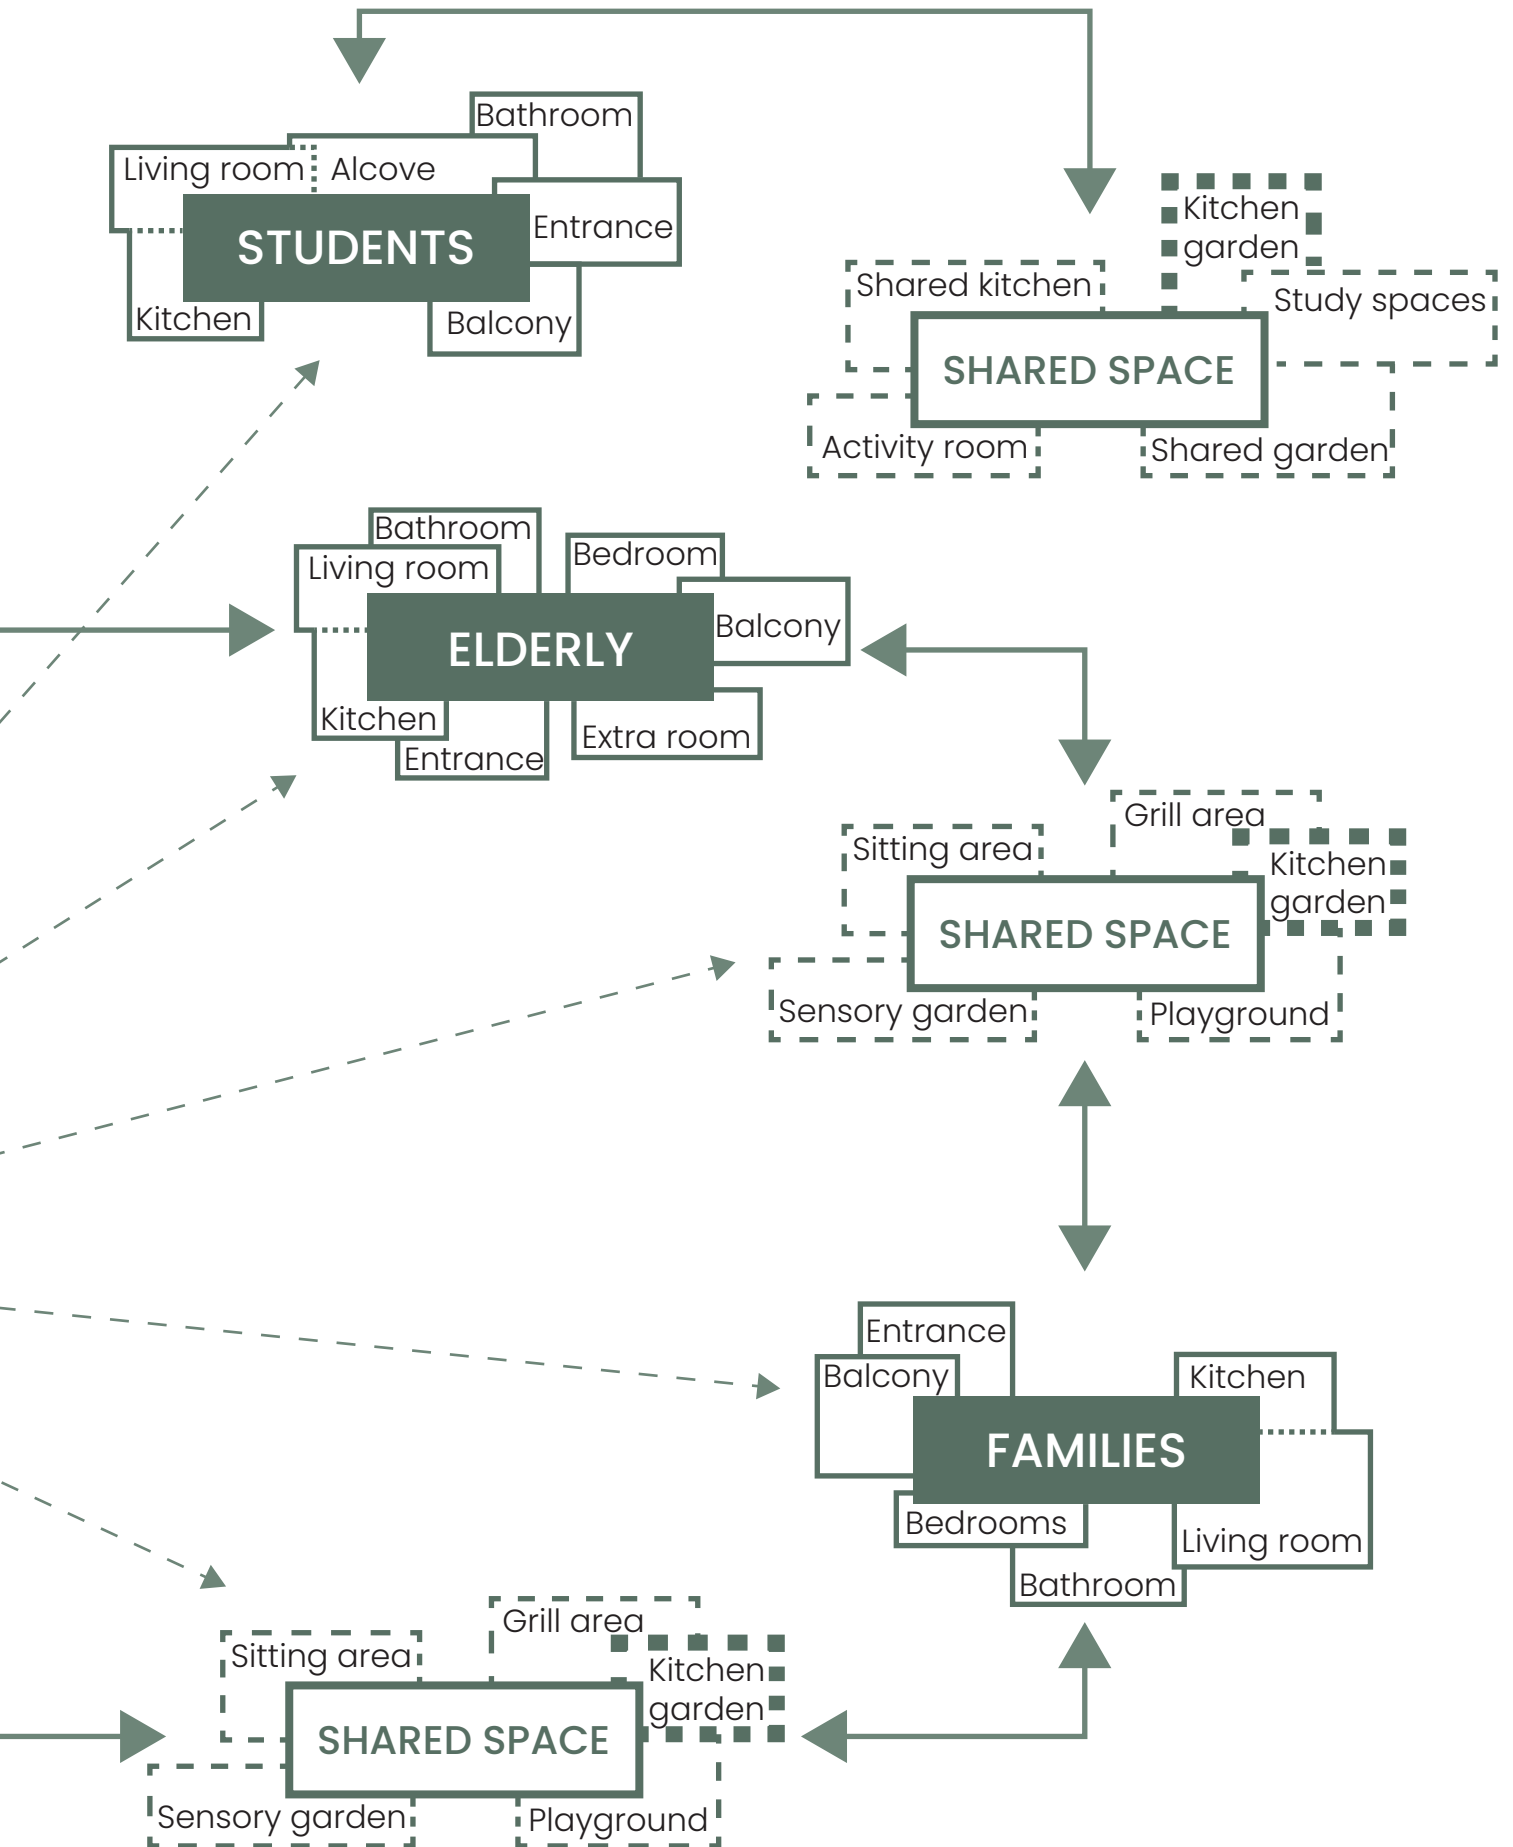 Bathroom
Living room
Alcove
Entrance
STUDENTS
Kitchen
Balcony
Kitchen
garden
Shared kitchen
Study spaces
SHARED SPACE
Activity room
Shared garden
Bathroom
Bedroom
Living room
Balcony
ELDERLY
Kitchen
Extra room
Entrance
Grill area
Sitting area
Kitchen
garden
SHARED SPACE
Sensory garden
Playground
Entrance
Balcony
Kitchen
FAMILIES
Bedrooms
Living room
Bathroom
Grill area
Sitting area
Kitchen
garden
SHARED SPACE
Sensory garden
Playground